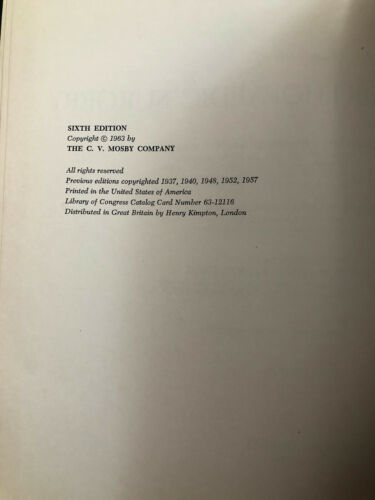 SIXTH EDITION
Copyright © 1963 by
THE C. V. MOSBY COMPANY
All rights reserved
Previous editions copyrighted 1937, 1940, 1948, 1952, 1957
Printed in the United States of America
Library of Congress Catalog Card Number 63-12116
Distributed in Great Britain by Henry Kimpton, London